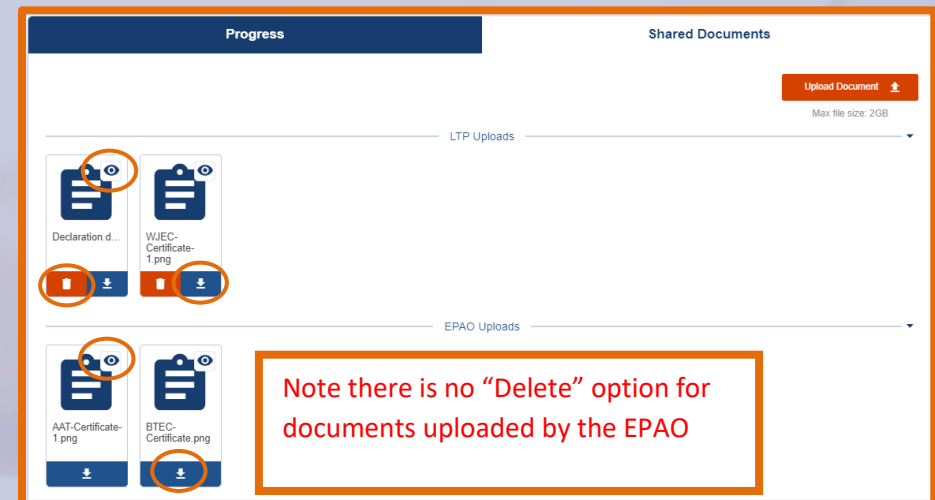 Progress
Shared Documents
Upload Document
Max file size: 2GB
LTP Uploads
Declaration.d...
WJEC-
Certificate-
1.png
EPAO Uploads
AAT-Certificate-
1.png
BTEC-
Certificate.png
Note there is no “Delete” option for
documents uploaded by the EPAO